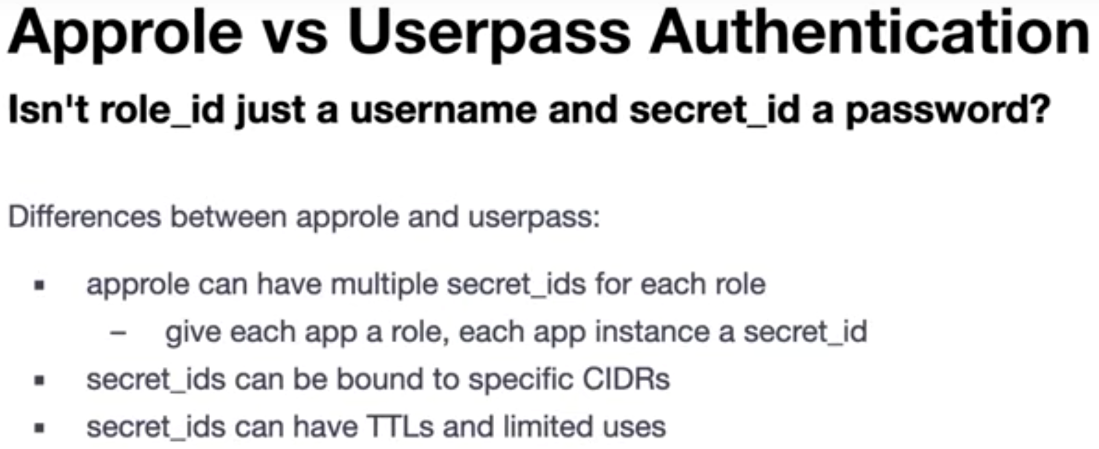 Approle vs Userpass Authentication
Isn't role_id just a username and secret_id a password?
Differences between approle and userpass:
▪ approle can have multiple secret_ids for each role
– give each app a role, each app instance a secret_id
▪ secret_ids can be bound to specific CIDRs
▪ secret_ids can have TTLs and limited uses